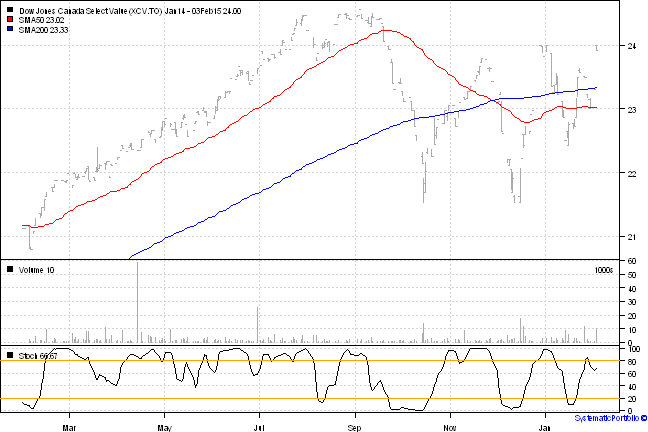 Dow Jones Canada Select Value (XCV.TO) Jan14 - 03Feb15 24.00
SMA50 23.02
SMA200 23.33
24
23
22
21
Volume 10
1000s
60
50
40
30
20
10
0
Stoch 66.67
100
80
60
40
20
0
Mar May Jul Sep Nov Jan
SystematicPortfolio ©